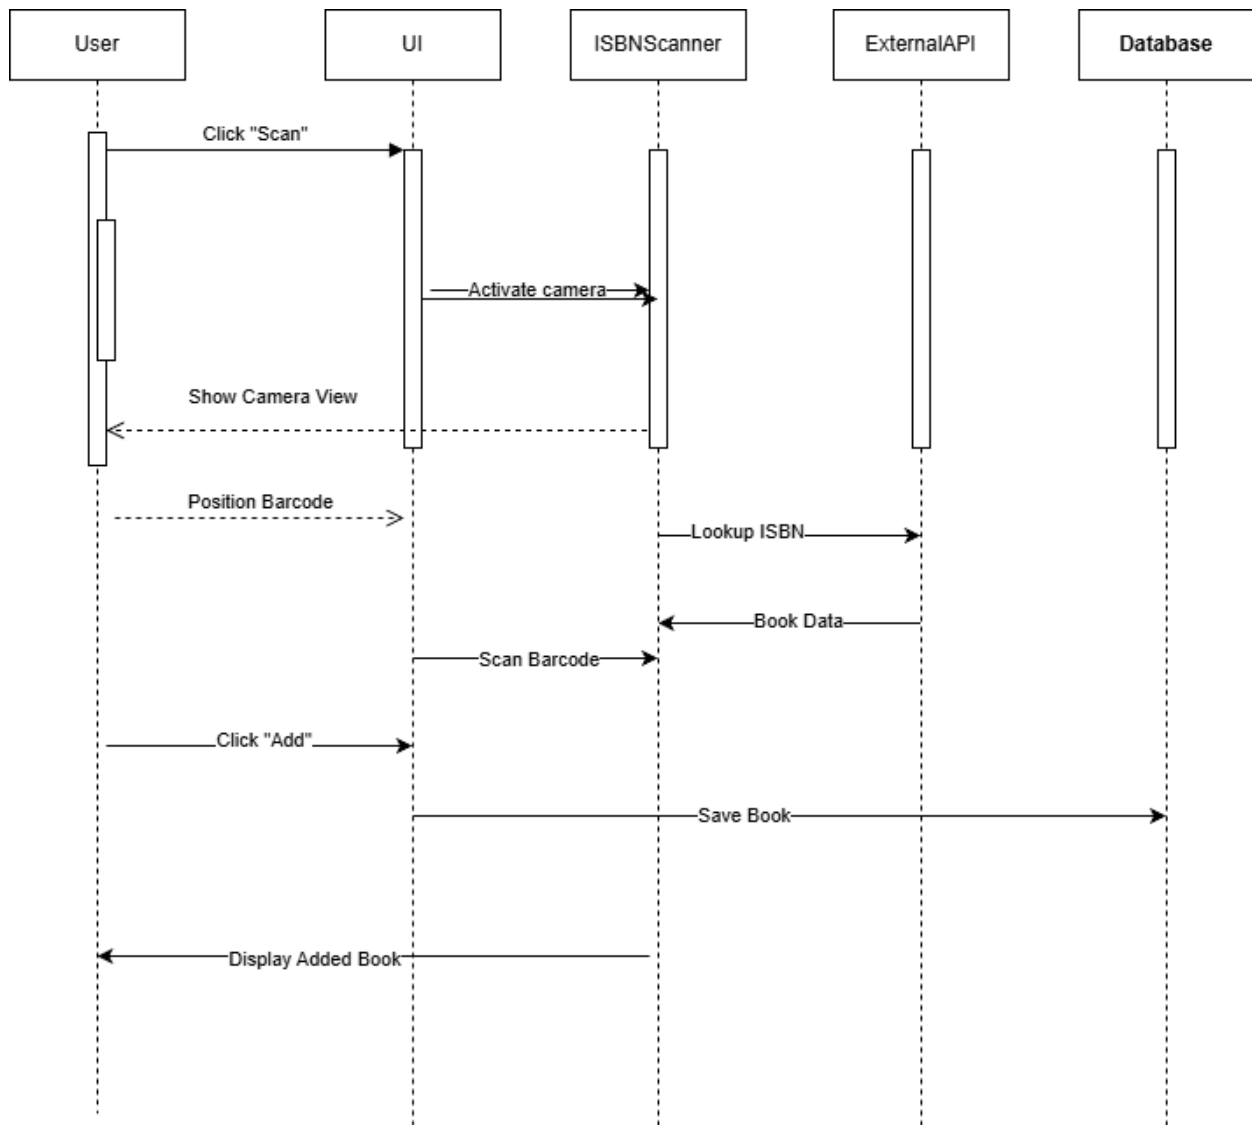 User
UI
ISBNScanner
ExternalAPI
Database
Click "Scan"
Activate camera
Show Camera View
Position Barcode
Lookup ISBN
Book Data
Scan Barcode
Click "Add"
Save Book
Display Added Book